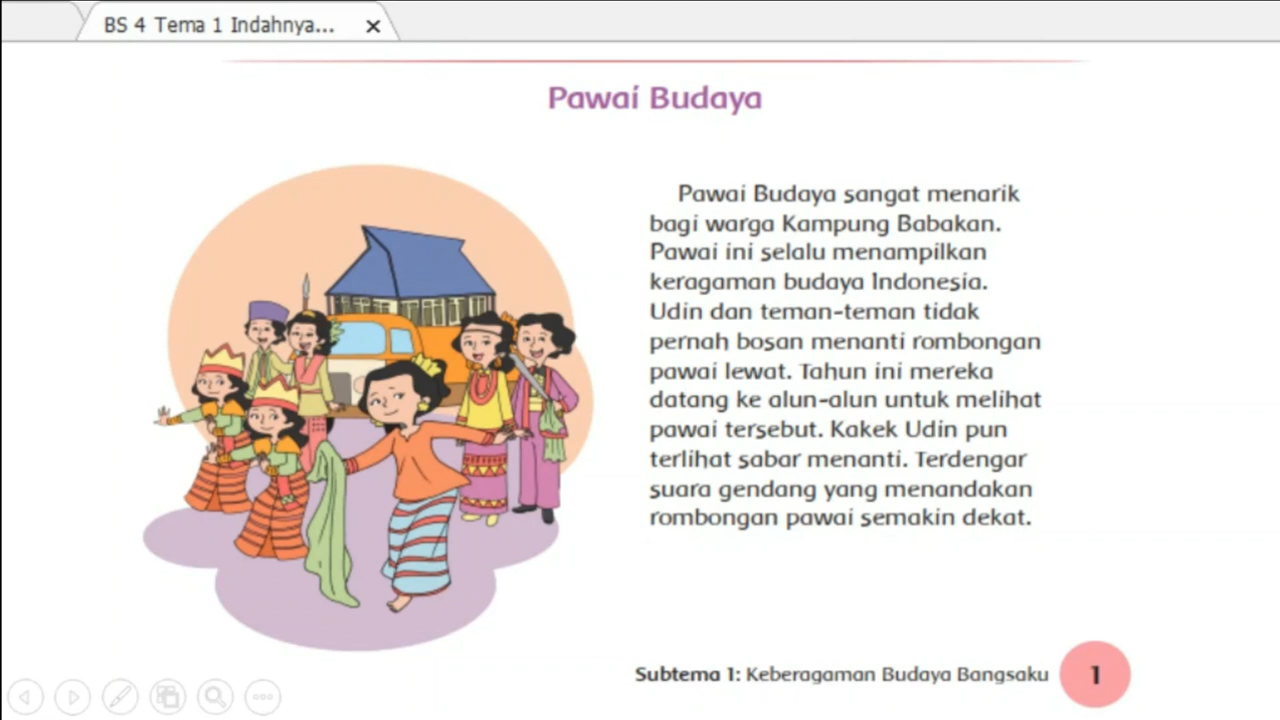 BS 4 Tema 1 Indahnya...
Pawai Budaya
Pawai Budaya sangat menarik
bagi warga Kampung Babakan.
Pawai ini selalu menampilkan
keragaman budaya Indonesia.
Udin dan teman-teman tidak
pernah bosan menanti rombongan
pawai lewat. Tahun ini mereka
datang ke alun-alun untuk melihat
pawai tersebut. Kakek Udin pun
terlihat sabar menanti. Terdengar
suara gendang yang menandakan
rombongan pawai semakin dekat.
Subtema 1: Keberagaman Budaya Bangsaku
1